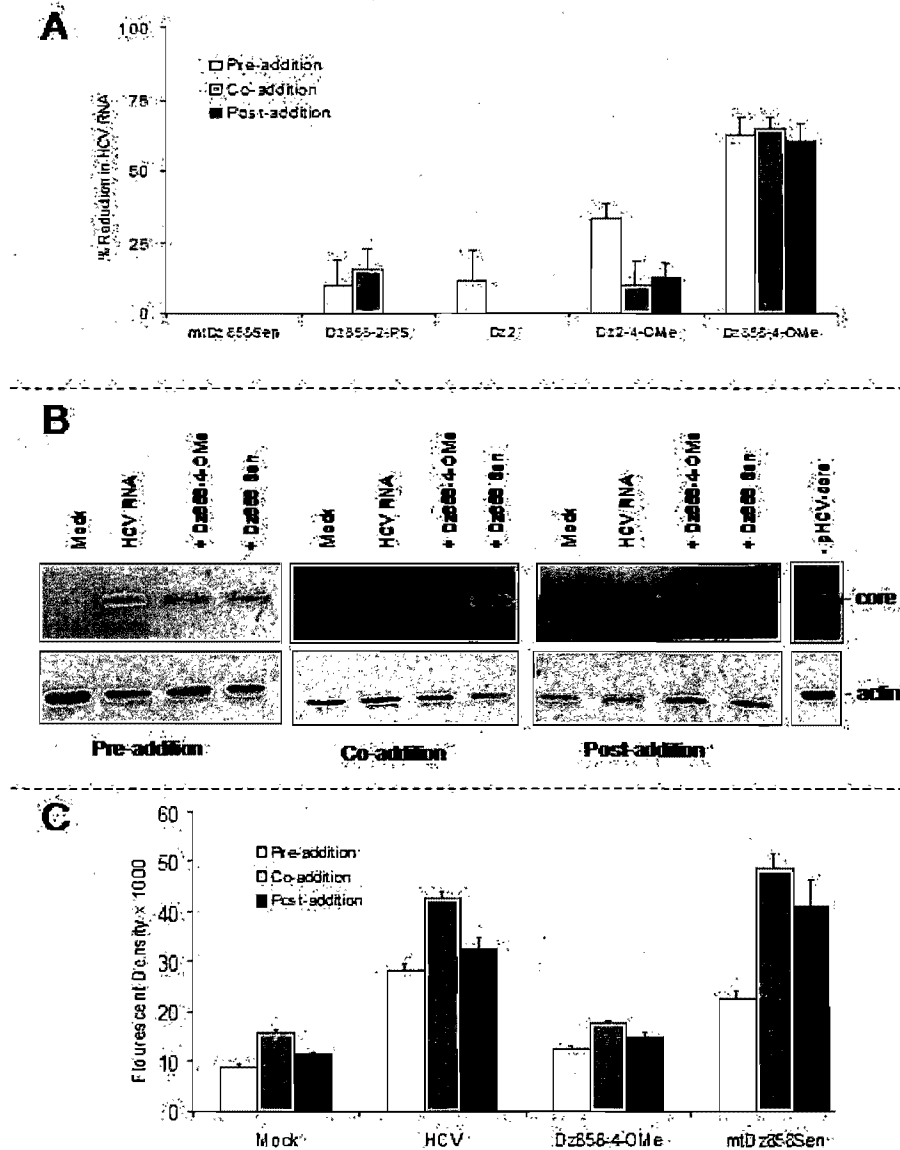 A
100
75
50
25
0
% Reduction in HCV RNA
Pre-addition
Co-addition
Post-addition
mtDz858Sen Dz858-2-PS Dz2 Dz2-4-OMe Dz858-4-OMe
B
Mock HCV RNA + Dz858-4-OMe + Dz858 Sen Mock HCV RNA + Dz858-4-OMe + Dz858 Sen Mock HCV RNA + Dz858-4-OMe + Dz858 Sen pHCV-core
core
actin
Pre-addition Co-addition Post-addition
C
60
50
40
30
20
10
0
Flourescent Density x 1000
Pre-addition
Co-addition
Post-addition
Mock HCV Dz858-4-OMe mtDz858Sen